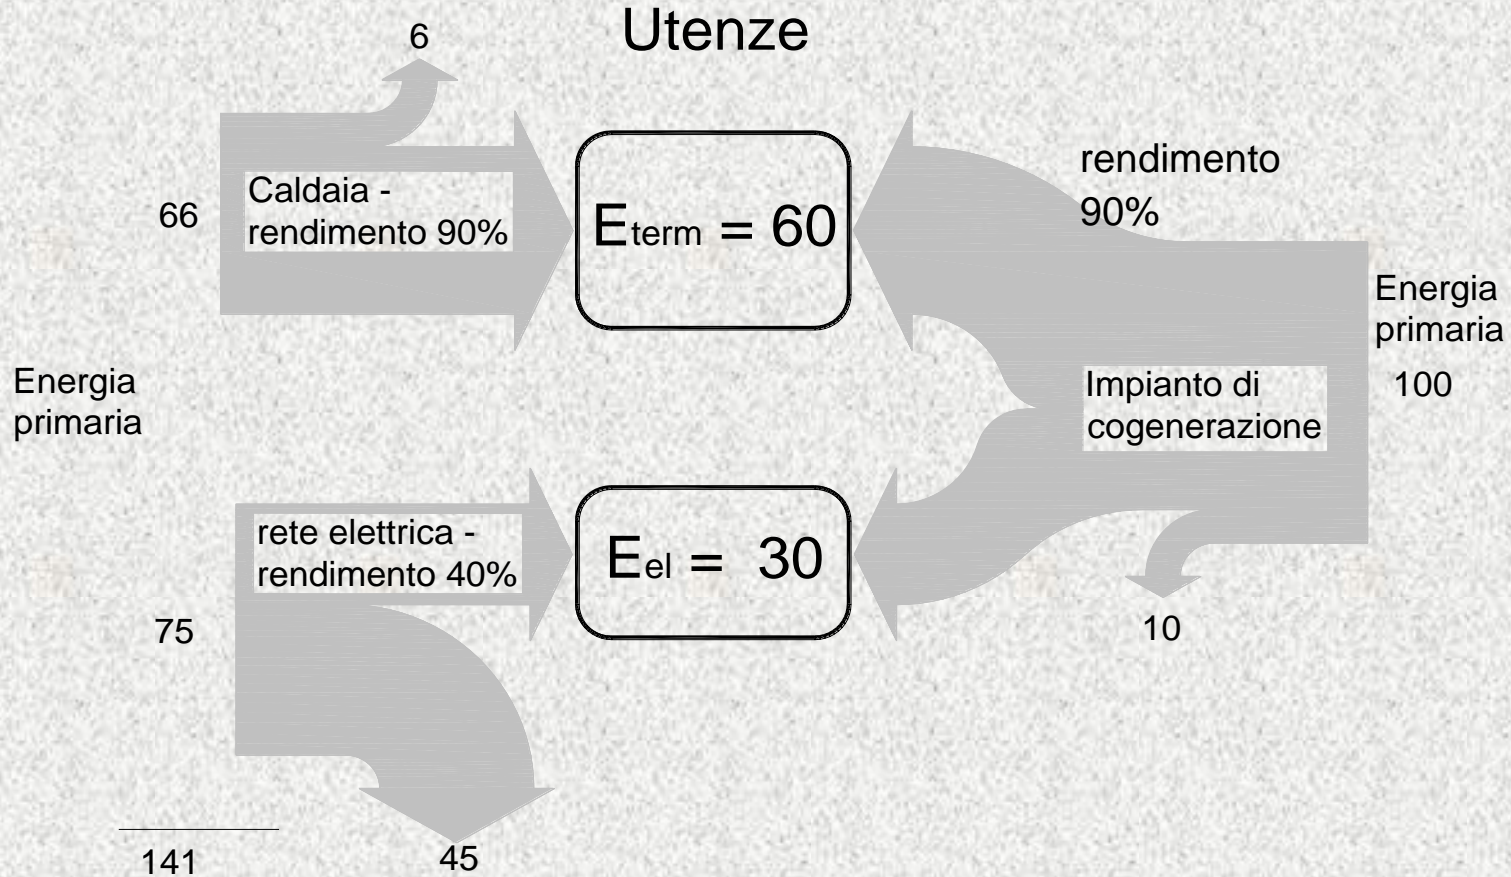 Utenze
6
Caldaia -
rendimento 90%
66
Eterm = 60
rendimento
90%
Energia
primaria
100
Energia
primaria
Impianto di
cogenerazione
rete elettrica -
rendimento 40%
Eel = 30
75
10
141
45